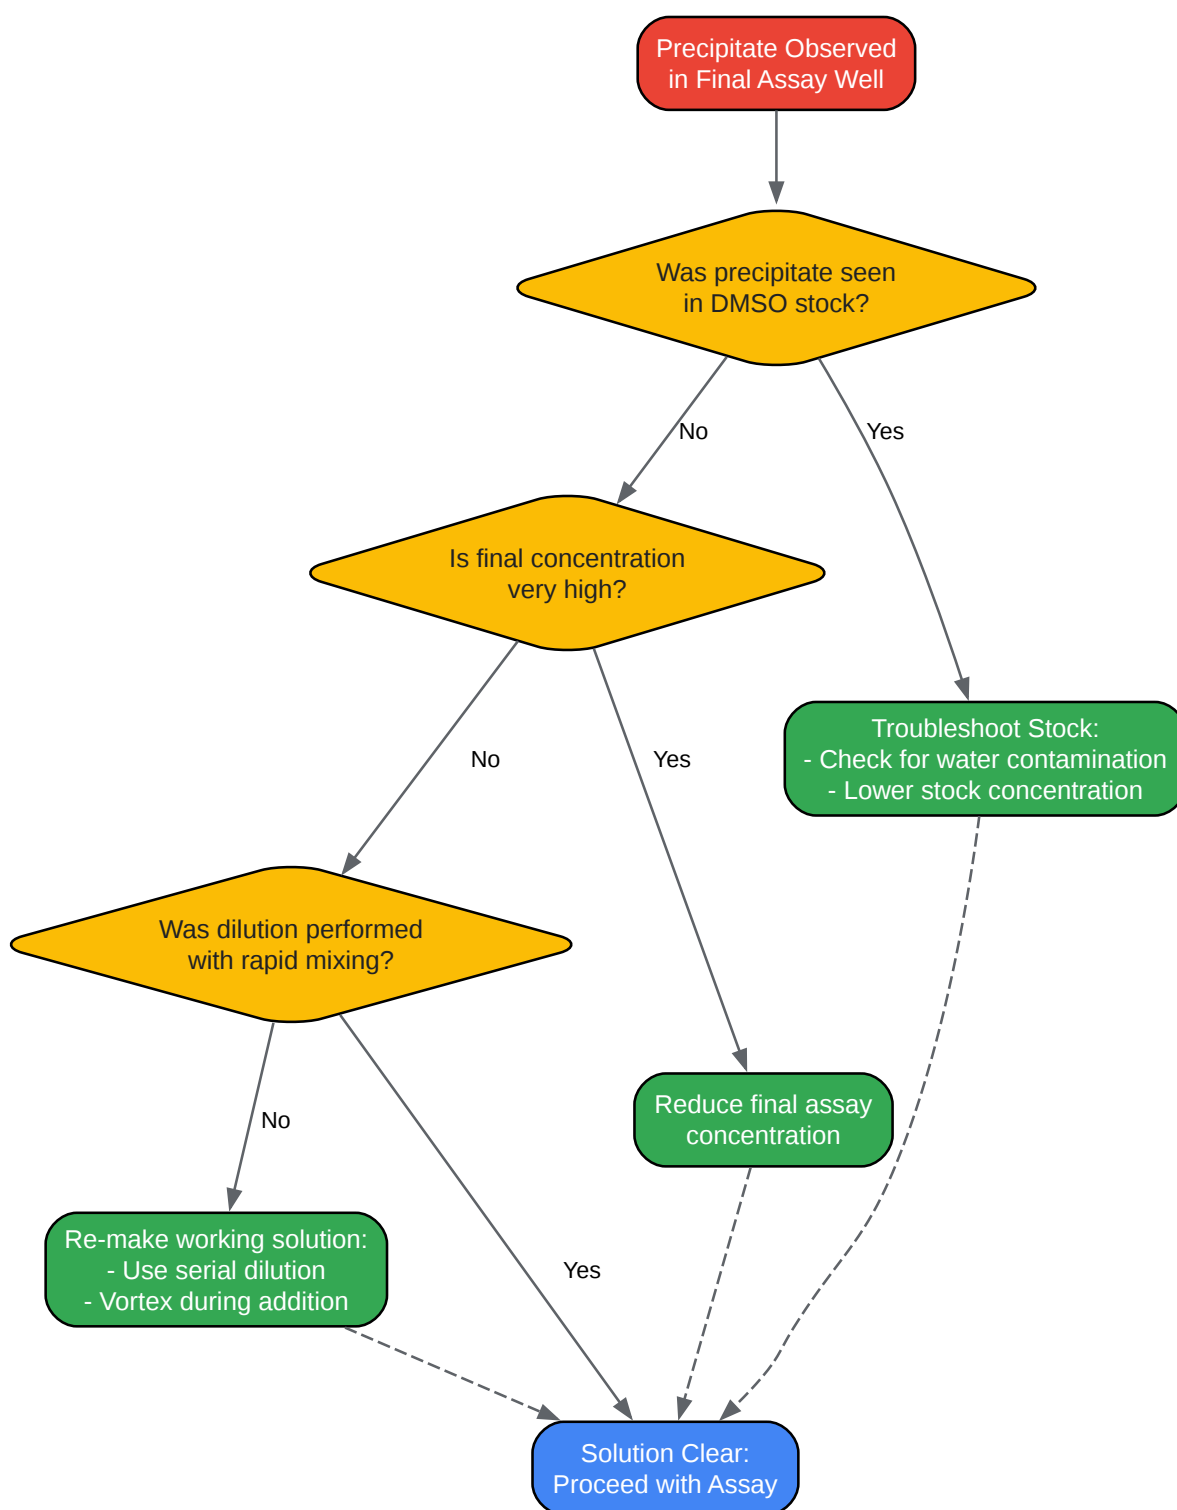 Precipitate Observed
in Final Assay Well
Was precipitate seen
in DMSO stock?
No
Yes
Is final concentration
very high?
No
Yes
Troubleshoot Stock:
- Check for water contamination
- Lower stock concentration
Was dilution performed
with rapid mixing?
No
Yes
Reduce final assay
concentration
Re-make working solution:
- Use serial dilution
- Vortex during addition
Solution Clear:
Proceed with Assay